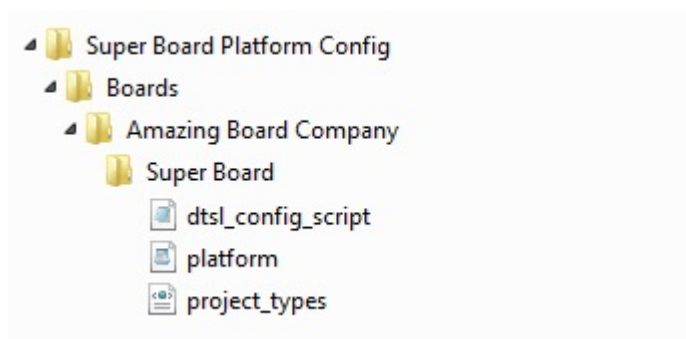 Super Board Platform Config
Boards
Amazing Board Company
Super Board
dtsl_config_script
platform
project_types